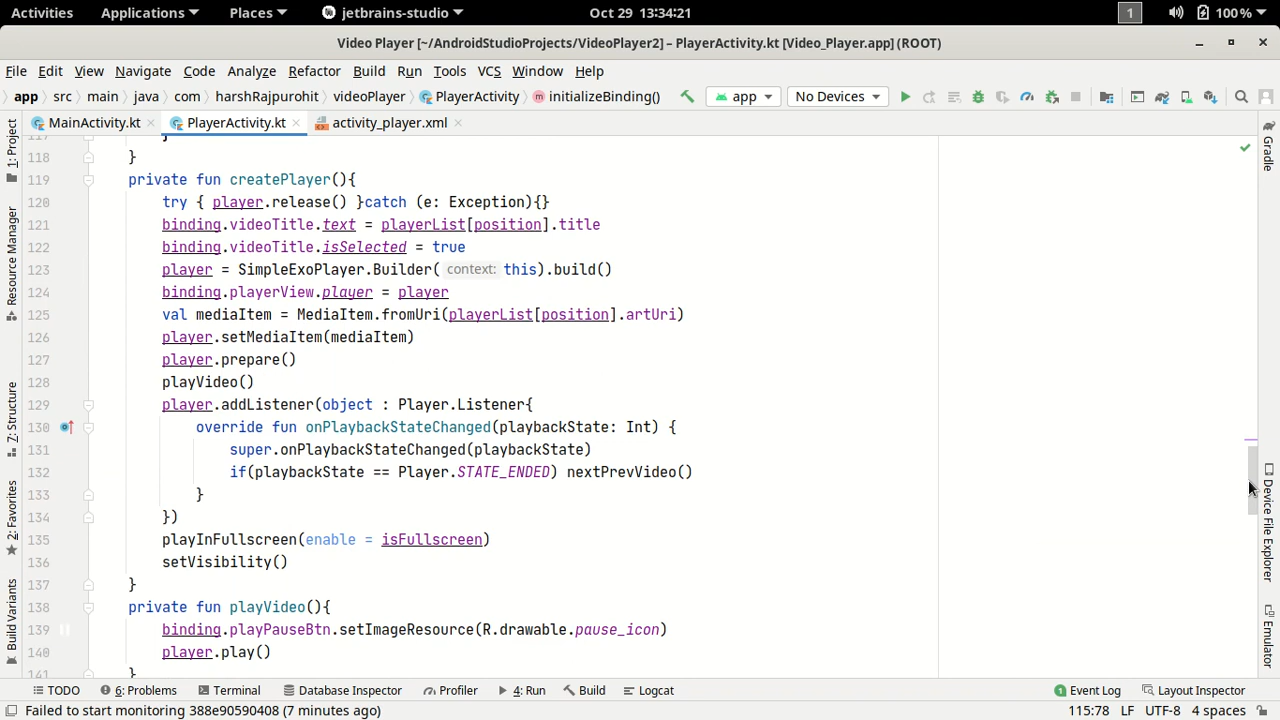 Activities Applications Places jetbrains-studio Oct 29 13:34:21 1 100%
Video Player [~/AndroidStudioProjects/VideoPlayer2] – PlayerActivity.kt [Video_Player.app] (ROOT)
File Edit View Navigate Code Analyze Refactor Build Run Tools VCS Window Help
app src main java com harshRajpurohit videoPlayer PlayerActivity initializeBinding() app No Devices
MainActivity.kt PlayerActivity.kt activity_player.xml
118 }
119 private fun createPlayer(){
120 try { player.release() }catch (e: Exception){}
121 binding.videoTitle.text = playerList[position].title
122 binding.videoTitle.isSelected = true
123 player = SimpleExoPlayer.Builder( context: this).build()
124 binding.playerView.player = player
125 val mediaItem = MediaItem.fromUri(playerList[position].artUri)
126 player.setMediaItem(mediaItem)
127 player.prepare()
128 playVideo()
129 player.addListener(object : Player.Listener{
130 override fun onPlaybackStateChanged(playbackState: Int) {
131 super.onPlaybackStateChanged(playbackState)
132 if(playbackState == Player.STATE_ENDED) nextPrevVideo()
133 }
134 })
135 playInFullscreen(enable = isFullscreen)
136 setVisibility()
137 }
138 private fun playVideo(){
139 binding.playPauseBtn.setImageResource(R.drawable.pause_icon)
140 player.play()
141 }
1: Project
Resource Manager
7: Structure
2: Favorites
Build Variants
Gradle
Device File Explorer
Emulator
TODO 6: Problems Terminal Database Inspector Profiler 4: Run Build Logcat 1 Event Log Layout Inspector
Failed to start monitoring 388e90590408 (7 minutes ago) 115:78 LF UTF-8 4 spaces